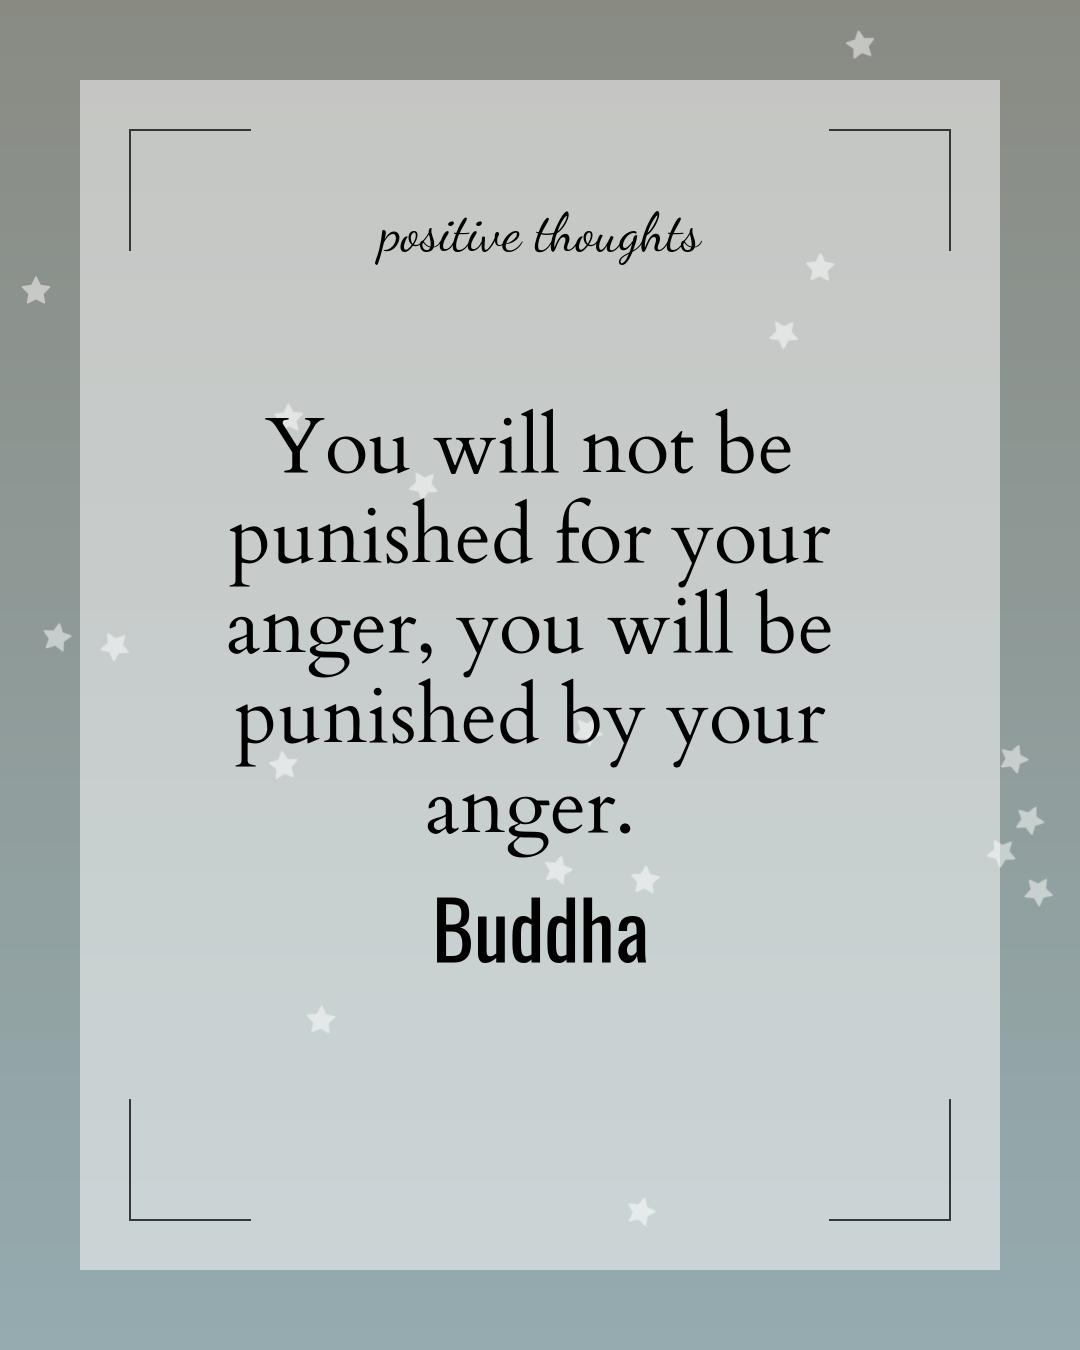 positive thoughts
You will not be
punished for your
anger, you will be
punished by your
anger.
Buddha